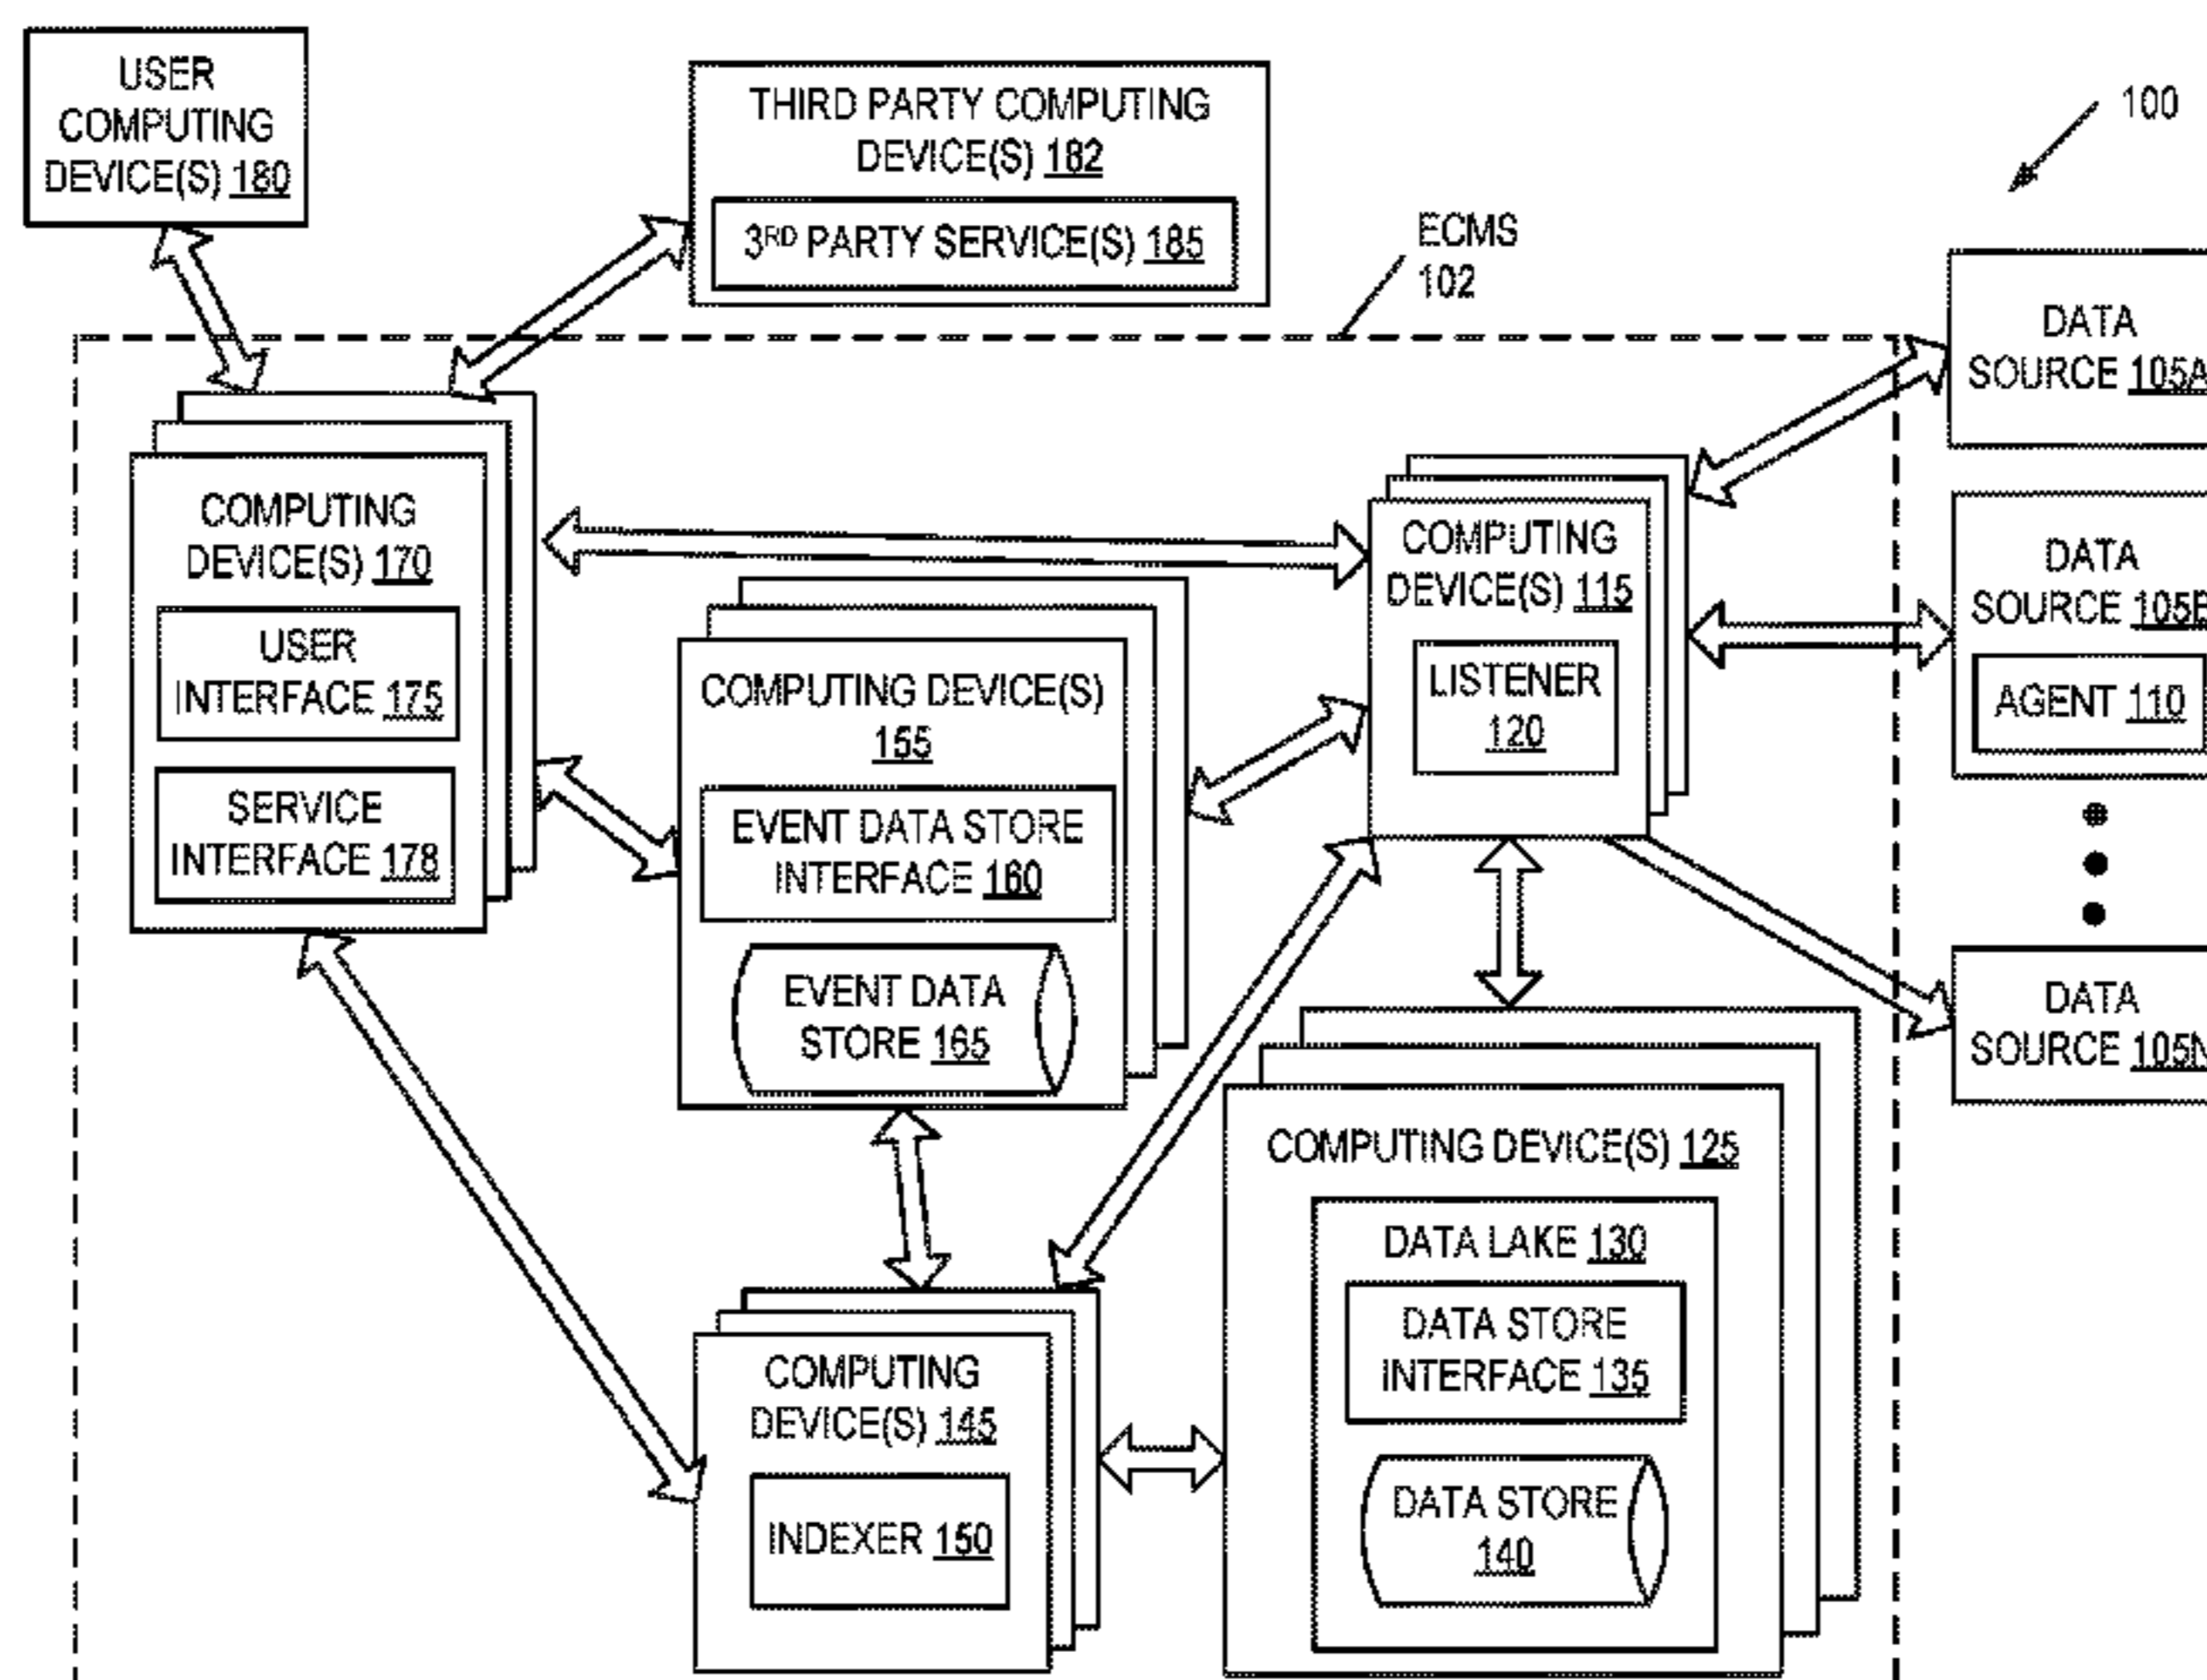 USER
COMPUTING
DEVICE(S) 180
THIRD PARTY COMPUTING
DEVICE(S) 182
3RD PARTY SERVICE(S) 185
100
ECMS
102
DATA
SOURCE 105A
COMPUTING
DEVICE(S) 170
USER
INTERFACE 175
SERVICE
INTERFACE 178
COMPUTING DEVICE(S)
155
EVENT DATA STORE
INTERFACE 160
EVENT DATA
STORE 165
COMPUTING
DEVICE(S) 115
LISTENER
120
DATA
SOURCE 105B
AGENT 110
DATA
SOURCE 105N
COMPUTING DEVICE(S) 125
DATA LAKE 130
DATA STORE
INTERFACE 135
DATA STORE
140
COMPUTING
DEVICE(S) 145
INDEXER 150